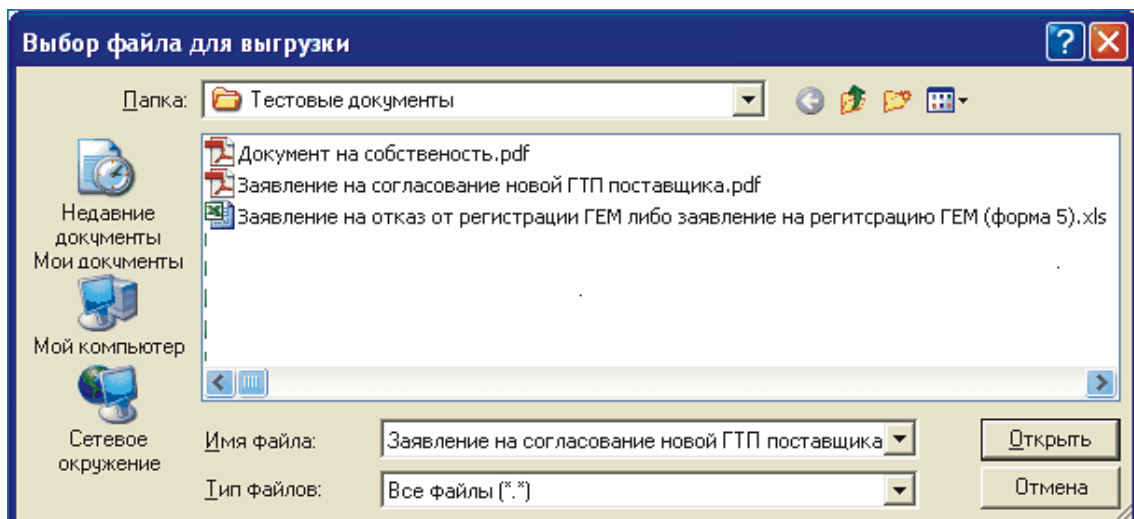 Выбор файла для выгрузки
Папка: Тестовые документы
Документ на собственость.pdf
Заявление на согласование новой ГТП поставщика.pdf
Заявление на отказ от регистрации ГЕМ либо заявление на регитсрацию ГЕМ (форма 5).xls
Недавние
документы
Мои документы
Мой компьютер
Сетевое
окружение
Имя файла: Заявление на согласование новой ГТП поставщика Открыть
Тип файлов: Все файлы (*.*) Отмена